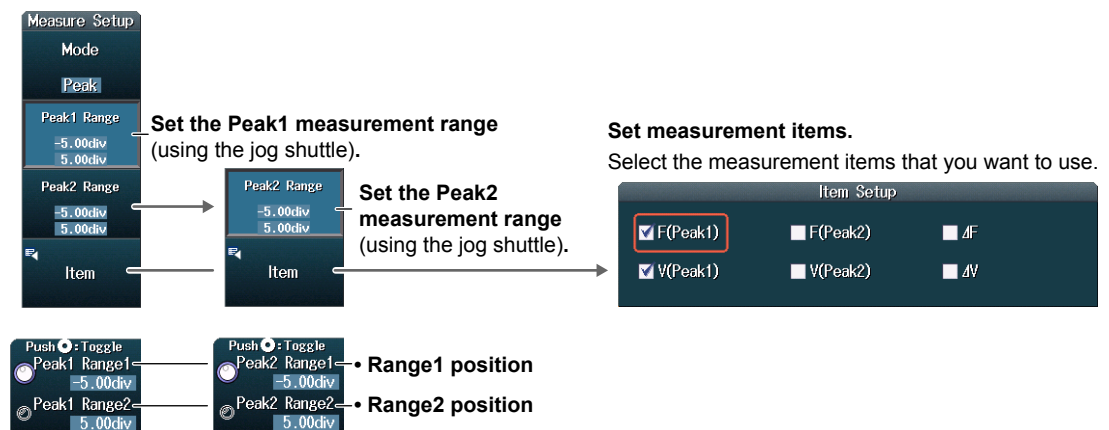 Measure Setup
Mode
Peak
Peak1 Range
-5.00div
5.00div
Peak2 Range
-5.00div
5.00div
Item
Set the Peak1 measurement range
(using the jog shuttle).
Peak2 Range
-5.00div
5.00div
Item
Set the Peak2
measurement range
(using the jog shuttle).
Set measurement items.
Select the measurement items that you want to use.
Item Setup
F(Peak1) F(Peak2) ΔF
V(Peak1) V(Peak2) ΔV
Push : Toggle
Peak1 Range1
-5.00div
Peak1 Range2
5.00div
Push : Toggle
Peak2 Range1
-5.00div
Peak2 Range2
5.00div
• Range1 position
• Range2 position